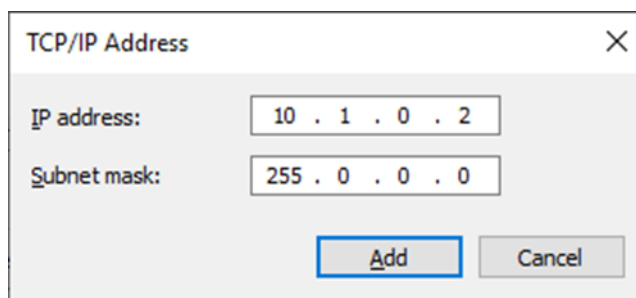 TCP/IP Address
IP address: 10 . 1 . 0 . 2
Subnet mask: 255 . 0 . 0 . 0
Add Cancel